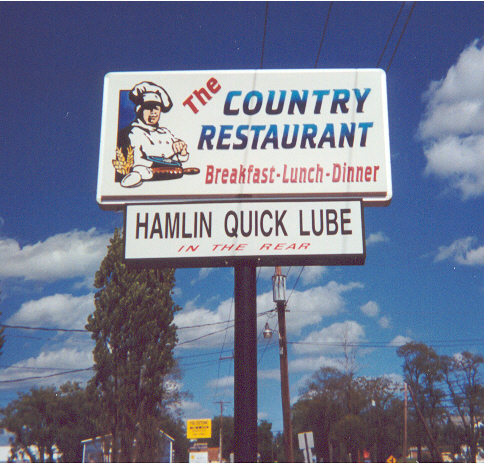 The
COUNTRY
RESTAURANT
Breakfast-Lunch-Dinner
HAMLIN QUICK LUBE
IN THE REAR